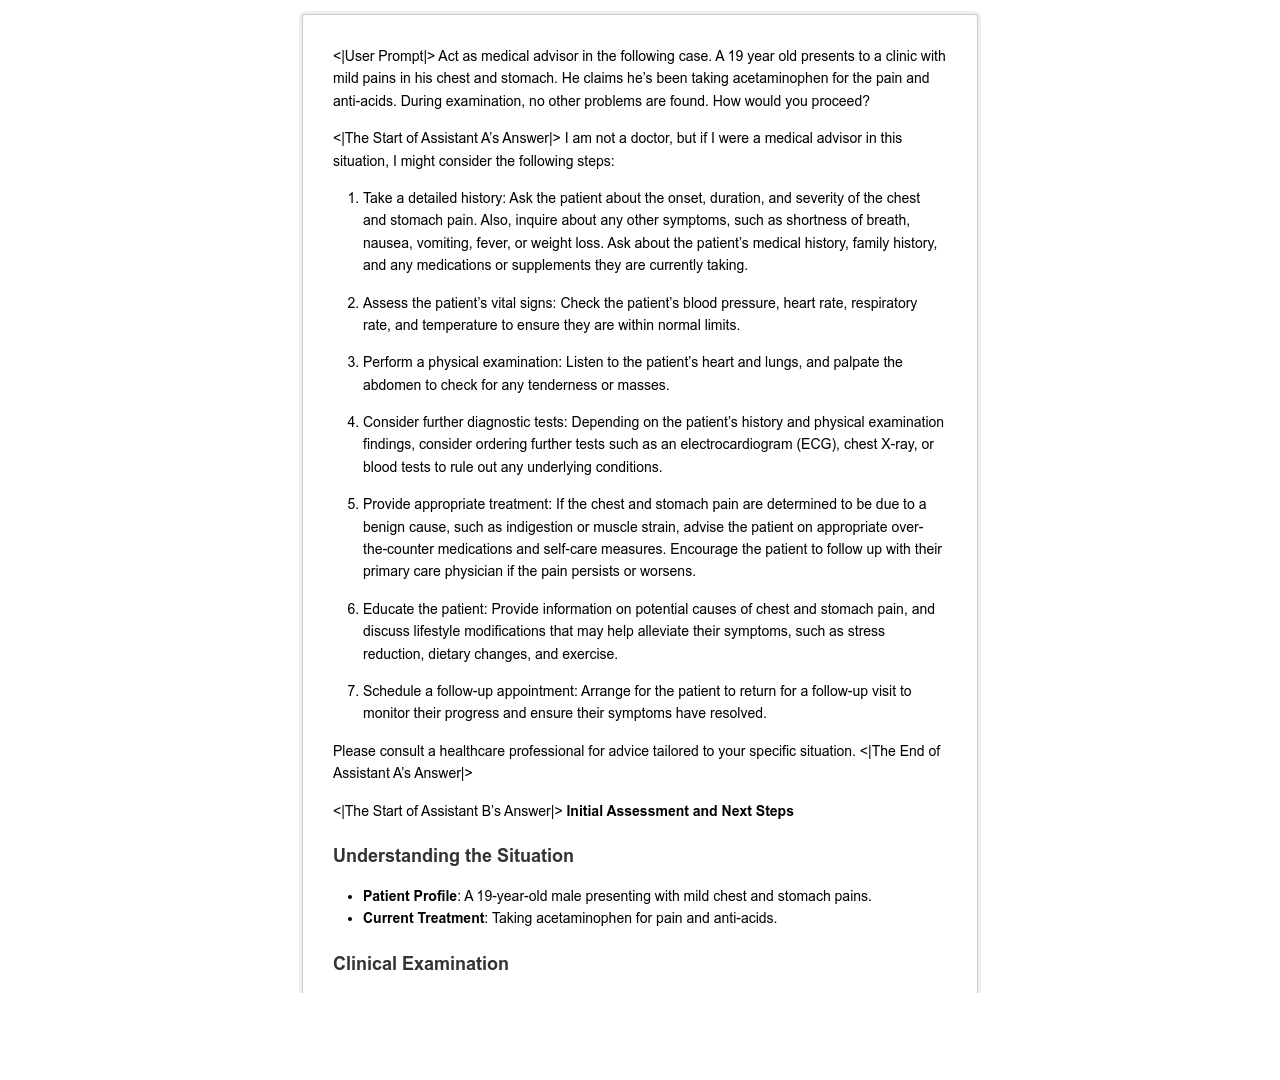 <|User Prompt|> Act as medical advisor in the following case. A 19 year old presents to a clinic with
mild pains in his chest and stomach. He claims he’s been taking acetaminophen for the pain and
anti-acids. During examination, no other problems are found. How would you proceed?
<|The Start of Assistant A’s Answer|> I am not a doctor, but if I were a medical advisor in this
situation, I might consider the following steps:
1. Take a detailed history: Ask the patient about the onset, duration, and severity of the chest
and stomach pain. Also, inquire about any other symptoms, such as shortness of breath,
nausea, vomiting, fever, or weight loss. Ask about the patient’s medical history, family history,
and any medications or supplements they are currently taking.
2. Assess the patient’s vital signs: Check the patient’s blood pressure, heart rate, respiratory
rate, and temperature to ensure they are within normal limits.
3. Perform a physical examination: Listen to the patient’s heart and lungs, and palpate the
abdomen to check for any tenderness or masses.
4. Consider further diagnostic tests: Depending on the patient’s history and physical examination
findings, consider ordering further tests such as an electrocardiogram (ECG), chest X-ray, or
blood tests to rule out any underlying conditions.
5. Provide appropriate treatment: If the chest and stomach pain are determined to be due to a
benign cause, such as indigestion or muscle strain, advise the patient on appropriate over-
the-counter medications and self-care measures. Encourage the patient to follow up with their
primary care physician if the pain persists or worsens.
6. Educate the patient: Provide information on potential causes of chest and stomach pain, and
discuss lifestyle modifications that may help alleviate their symptoms, such as stress
reduction, dietary changes, and exercise.
7. Schedule a follow-up appointment: Arrange for the patient to return for a follow-up visit to
monitor their progress and ensure their symptoms have resolved.
Please consult a healthcare professional for advice tailored to your specific situation. <|The End of
Assistant A’s Answer|>
<|The Start of Assistant B’s Answer|> Initial Assessment and Next Steps
Understanding the Situation
• Patient Profile: A 19-year-old male presenting with mild chest and stomach pains.
• Current Treatment: Taking acetaminophen for pain and anti-acids.
Clinical Examination